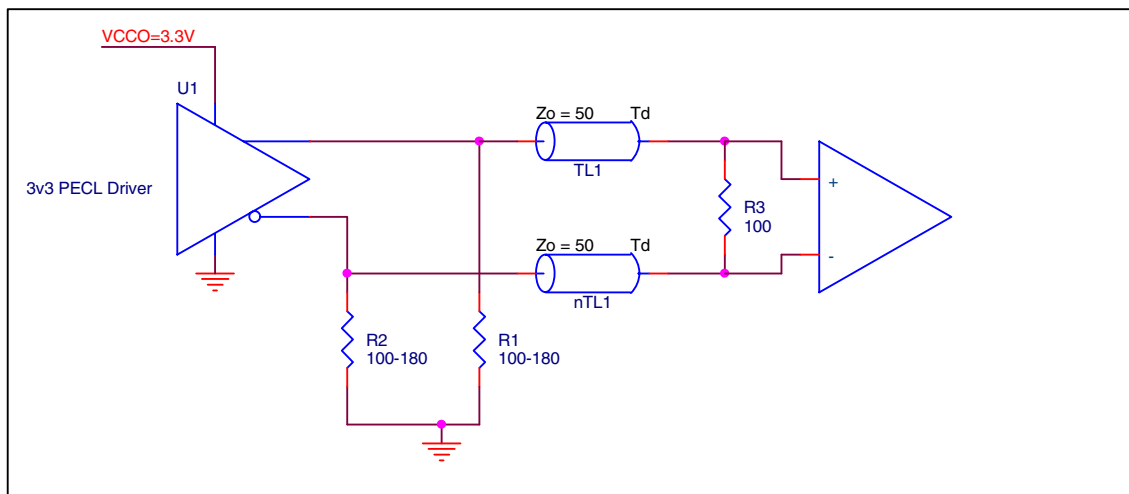 VCCO=3.3V
U1
3v3 PECL Driver
Zo = 50 Td
TL1
+
R3
100
Zo = 50 Td
-
nTL1
R2
100-180
R1
100-180